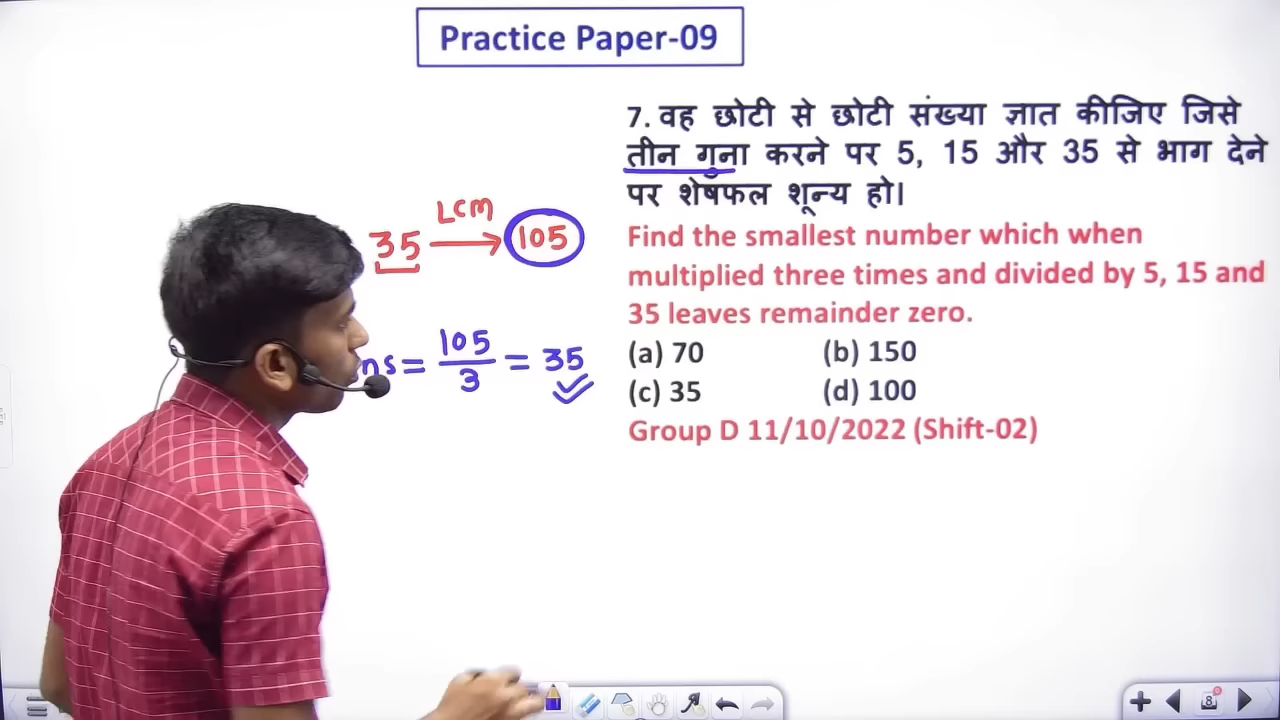 Practice Paper-09
7. वह छोटी से छोटी संख्या ज्ञात कीजिए जिसे
तीन गुना करने पर 5, 15 और 35 से भाग देने
पर शेषफल शून्य हो।
Find the smallest number which when
multiplied three times and divided by 5, 15 and
35 leaves remainder zero.
(a) 70 (b) 150
(c) 35 (d) 100
Group D 11/10/2022 (Shift-02)
35 LCM → 105
ns = 105/3 = 35
8